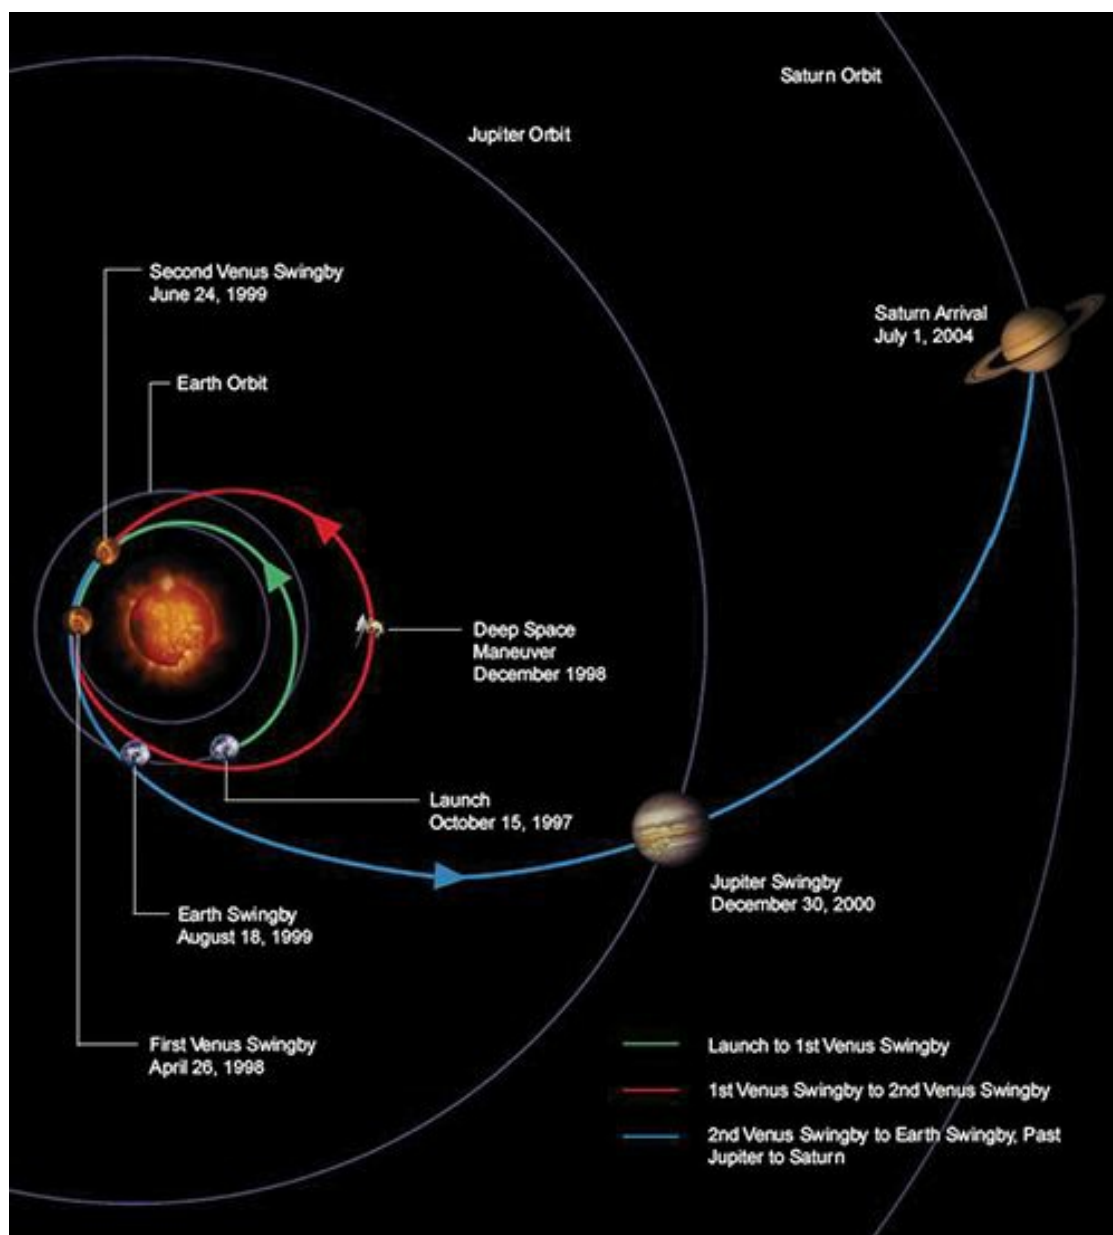 Saturn Orbit
Jupiter Orbit
Second Venus Swingby
June 24, 1999
Saturn Arrival
July 1, 2004
Earth Orbit
Deep Space
Maneuver
December 1998
Launch
October 15, 1997
Jupiter Swingby
December 30, 2000
Earth Swingby
August 18, 1999
First Venus Swingby
April 26, 1998
Launch to 1st Venus Swingby
1st Venus Swingby to 2nd Venus Swingby
2nd Venus Swingby to Earth Swingby, Past
Jupiter to Saturn